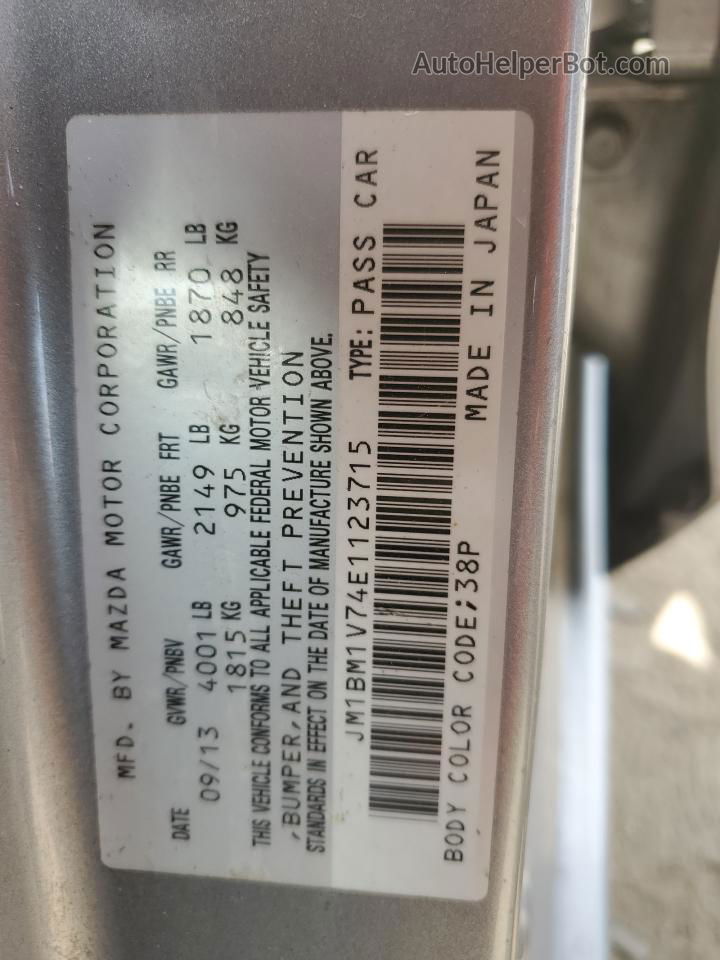 AutoHelperBot.com
MFD. BY MAZDA MOTOR CORPORATION
DATE GVWR/PNBV GAWR/PNBE FRT GAWR/PNBE RR
09/13 4001 LB 2149 LB 1870 LB
1815 KG 975 KG 848 KG
THIS VEHICLE CONFORMS TO ALL APPLICABLE FEDERAL MOTOR VEHICLE SAFETY
,BUMPER,AND THEFT PREVENTION
STANDARDS IN EFFECT ON THE DATE OF MANUFACTURE SHOWN ABOVE.
JM1BM1V74E1123715 TYPE: PASS CAR
BODY COLOR CODE;38P
MADE IN JAPAN